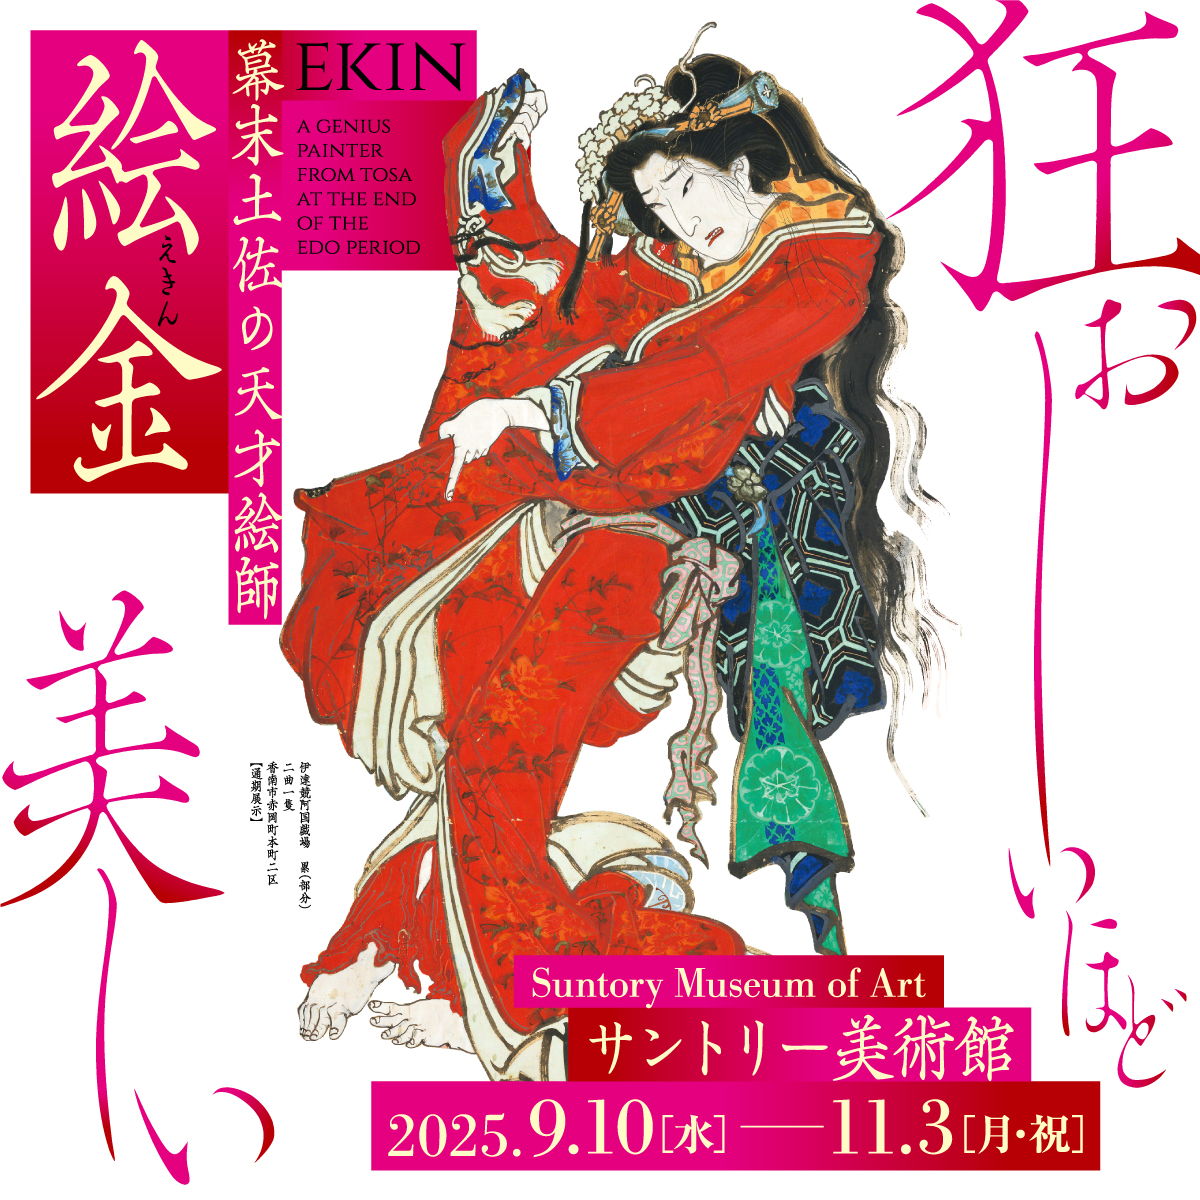 狂おしいほど
美しい
絵金
えきん
幕末土佐の天才絵師
EKIN
A GENIUS
PAINTER
FROM TOSA
AT THE END
OF THE
EDO PERIOD
伊達競阿国戯場 累(部分)
二曲一隻
香南市赤岡町本町二区
【通期展示】
Suntory Museum of Art
サントリー美術館
2025.9.10[水]――11.3[月・祝]